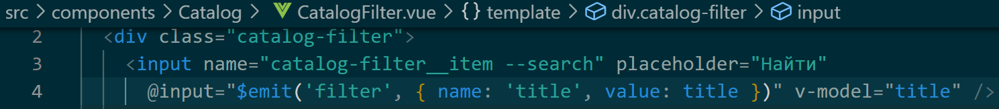 src > components > Catalog > CatalogFilter.vue > {} template > div.catalog-filter > input
2 <div class="catalog-filter">
3 <input name="catalog-filter__item --search" placeholder="Найти"
4 @input="$emit('filter', { name: 'title', value: title })" v-model="title" />